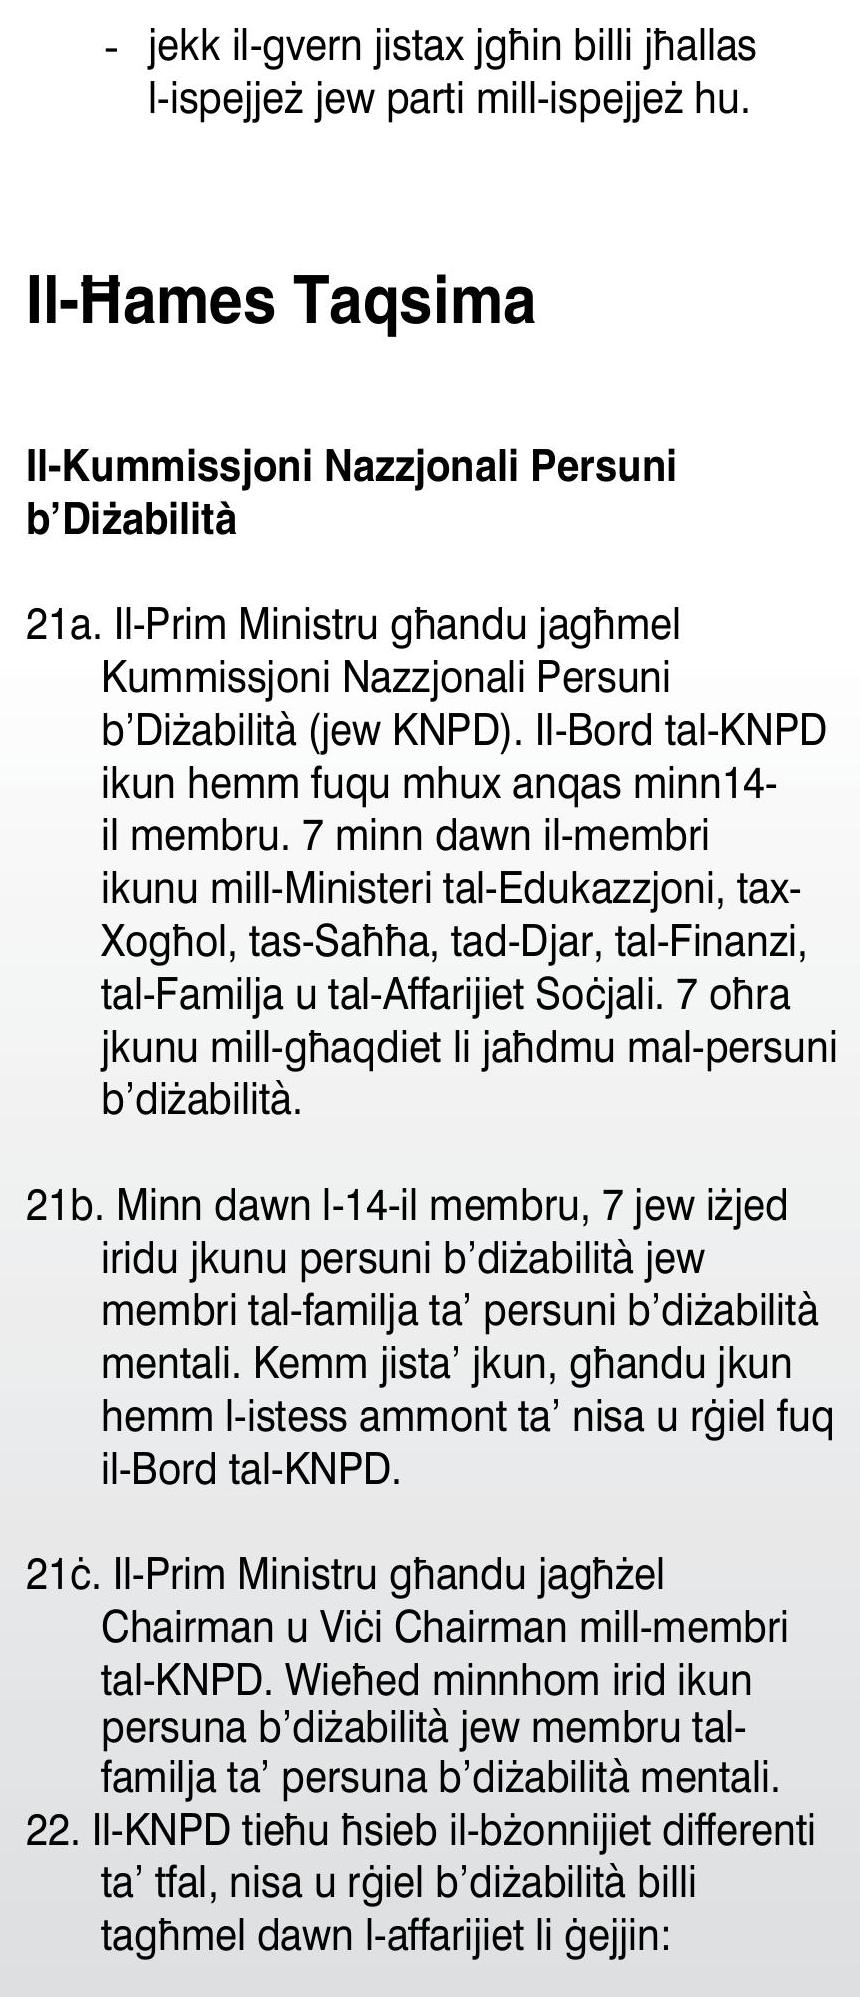 - jekk il-gvern jistax jgħin billi jħallas
l-ispejjeż jew parti mill-ispejjeż hu.
Il-Ħames Taqsima
Il-Kummissjoni Nazzjonali Persuni
b’Diżabilità
21a. Il-Prim Ministru għandu jagħmel
Kummissjoni Nazzjonali Persuni
b’Diżabilità (jew KNPD). Il-Bord tal-KNPD
ikun hemm fuqu mhux anqas minn14-
il membru. 7 minn dawn il-membri
ikunu mill-Ministeri tal-Edukazzjoni, tax-
Xogħol, tas-Saħħa, tad-Djar, tal-Finanzi,
tal-Familja u tal-Affarijiet Soċjali. 7 oħra
jkunu mill-għaqdiet li jaħdmu mal-persuni
b’diżabilità.
21b. Minn dawn l-14-il membru, 7 jew iżjed
iridu jkunu persuni b’diżabilità jew
membri tal-familja ta’ persuni b’diżabilità
mentali. Kemm jista’ jkun, għandu jkun
hemm l-istess ammont ta’ nisa u rġiel fuq
il-Bord tal-KNPD.
21ċ. Il-Prim Ministru għandu jagħżel
Chairman u Viċi Chairman mill-membri
tal-KNPD. Wieħed minnhom irid ikun
persuna b’diżabilità jew membru tal-
familja ta’ persuna b’diżabilità mentali.
22. Il-KNPD tieħu ħsieb il-bżonnijiet differenti
ta’ tfal, nisa u rġiel b’diżabilità billi
tagħmel dawn l-affarijiet li ġejjin: